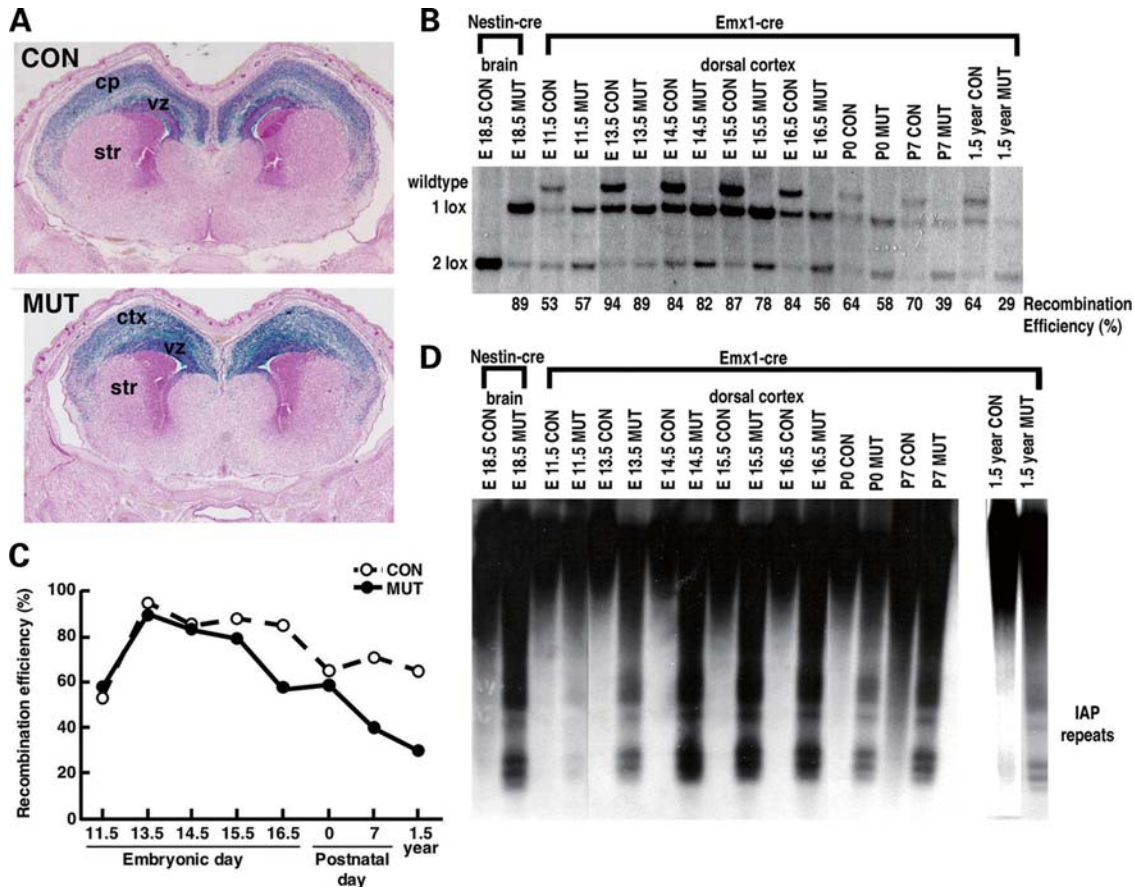 A
CON
cp
vz
str
MUT
ctx
vz
str
B
Nestin-cre
Emx1-cre
brain
dorsal cortex
E 18.5 CON
E 18.5 MUT
E 11.5 CON
E 11.5 MUT
E 13.5 CON
E 13.5 MUT
E 14.5 CON
E 14.5 MUT
E 15.5 CON
E 15.5 MUT
E 16.5 CON
E 16.5 MUT
P0 CON
P0 MUT
P7 CON
P7 MUT
1.5 year CON
1.5 year MUT
wildtype
1 lox
2 lox
89 53 57 94 89 84 82 87 78 84 56 64 58 70 39 64 29 Recombination
Efficiency (%)
C
CON
MUT
Recombination efficiency (%)
100
80
60
40
20
0
11.5 13.5 14.5 15.5 16.5 0 7 1.5
year
Embryonic day
Postnatal
day
D
Nestin-cre
Emx1-cre
brain
dorsal cortex
E 18.5 CON
E 18.5 MUT
E 11.5 CON
E 11.5 MUT
E 13.5 CON
E 13.5 MUT
E 14.5 CON
E 14.5 MUT
E 15.5 CON
E 15.5 MUT
E 16.5 CON
E 16.5 MUT
P0 CON
P0 MUT
P7 CON
P7 MUT
1.5 year CON
1.5 year MUT
IAP
repeats